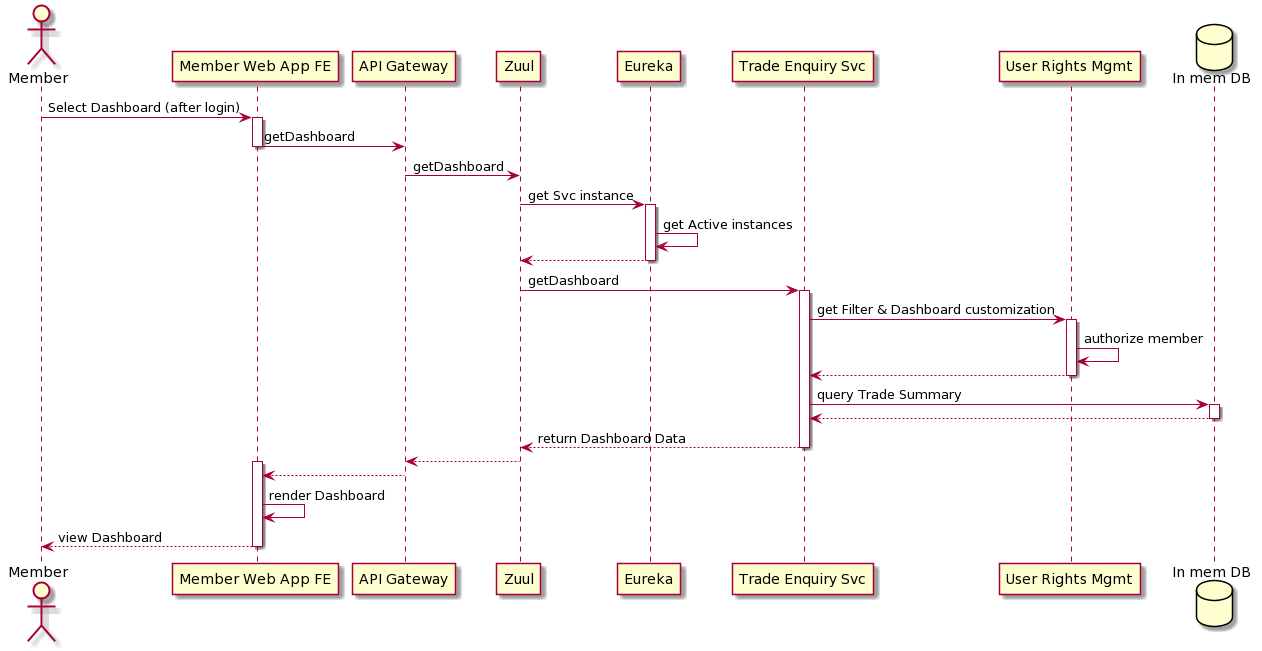 Member
Member Web App FE
API Gateway
Zuul
Eureka
Trade Enquiry Svc
User Rights Mgmt
In mem DB
Select Dashboard (after login)
getDashboard
getDashboard
get Svc instance
get Active instances
getDashboard
get Filter & Dashboard customization
authorize member
query Trade Summary
return Dashboard Data
render Dashboard
view Dashboard
Member
Member Web App FE
API Gateway
Zuul
Eureka
Trade Enquiry Svc
User Rights Mgmt
In mem DB